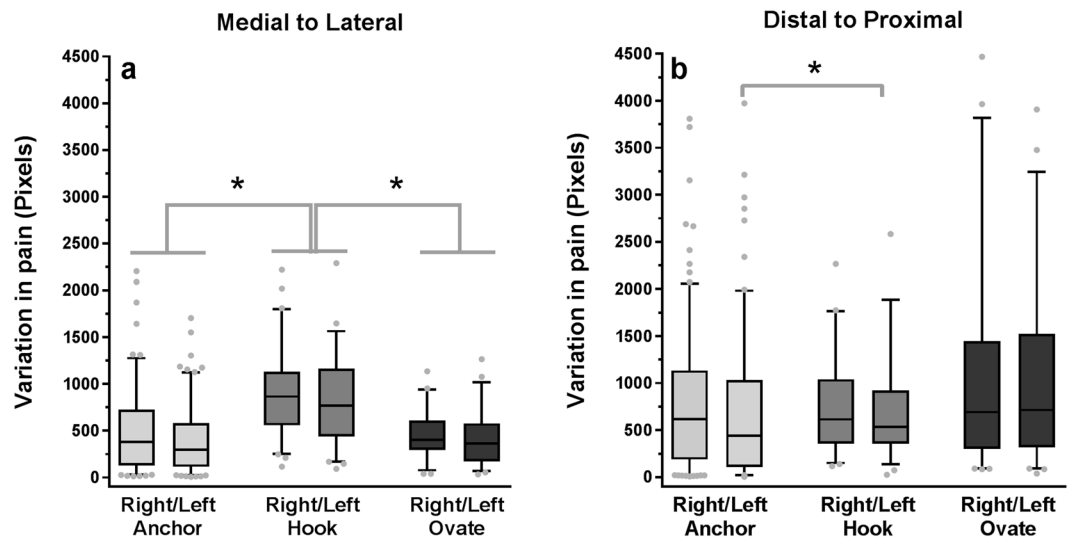 Medial to Lateral
a
Variation in pain (Pixels)
4500
4000
3500
3000
2500
2000
1500
1000
500
0
*
*
Right/Left
Anchor
Right/Left
Hook
Right/Left
Ovate
Distal to Proximal
b
Variation in pain (Pixels)
4500
4000
3500
3000
2500
2000
1500
1000
500
0
*
Right/Left
Anchor
Right/Left
Hook
Right/Left
Ovate